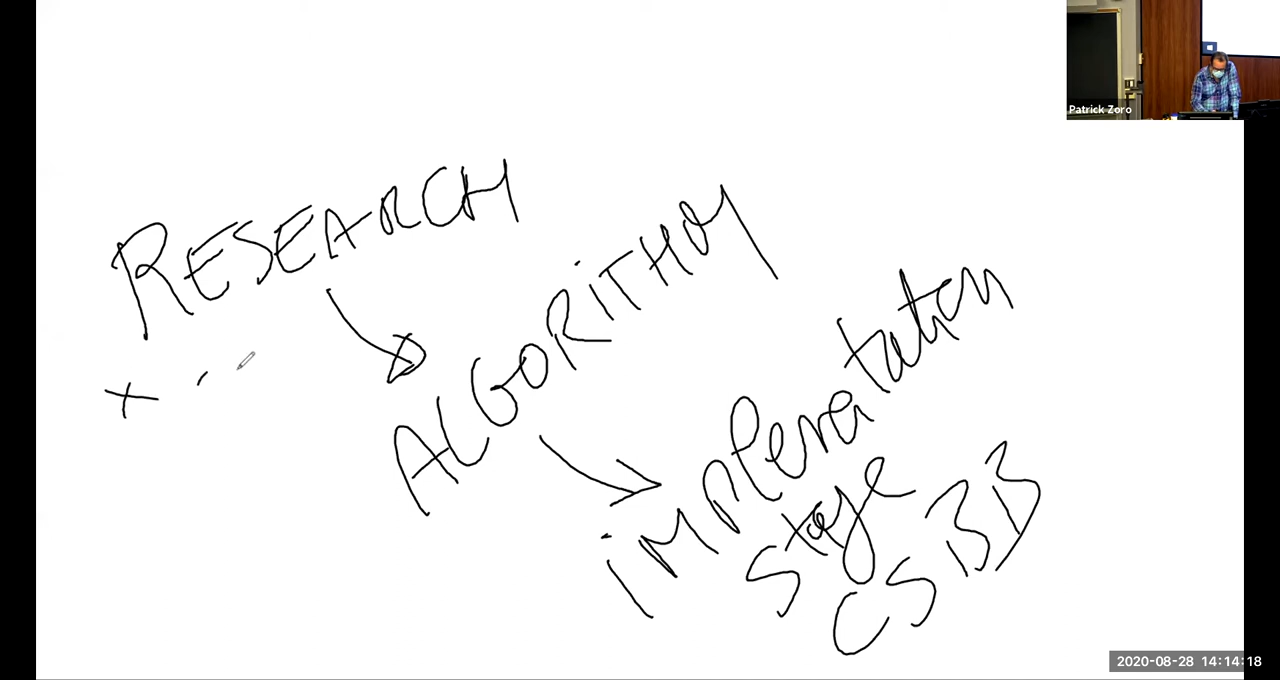 Patrick Zoro
RESEARCH
ALGORITHM
iMPlementation
stage
CS133
2020-08-28 14:14:18